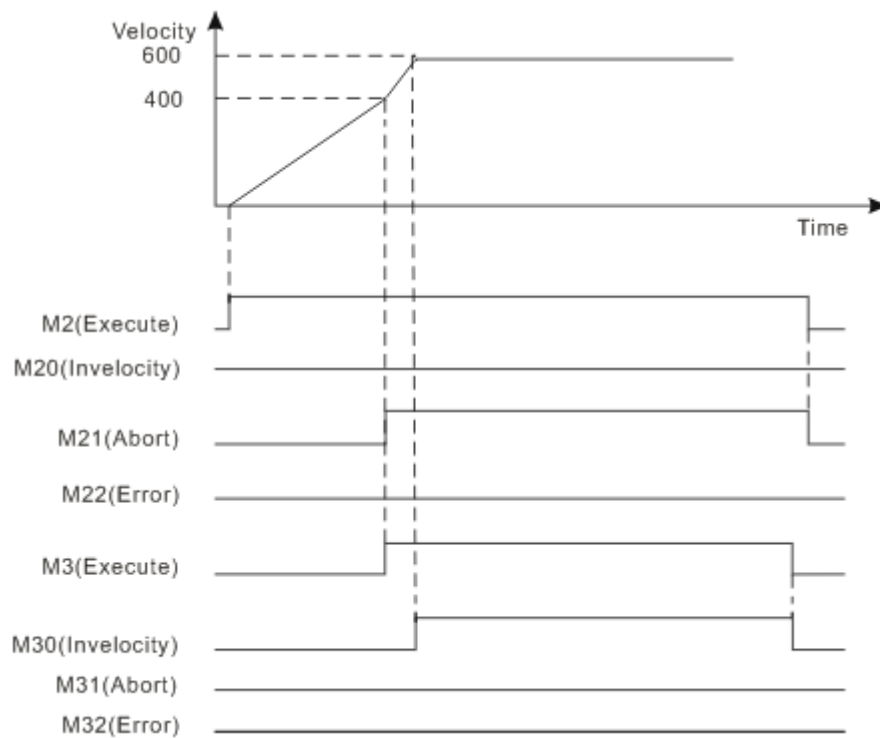 Velocity
600
400
Time
M2(Execute)
M20(Invelocity)
M21(Abort)
M22(Error)
M3(Execute)
M30(Invelocity)
M31(Abort)
M32(Error)